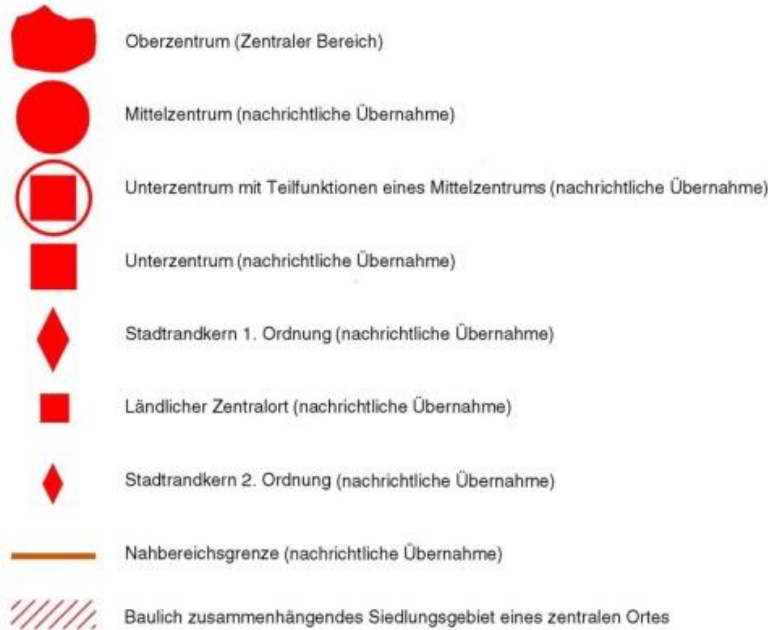 Oberzentrum (Zentraler Bereich)
Mittelzentrum (nachrichtliche Übernahme)
Unterzentrum mit Teilfunktionen eines Mittelzentrums (nachrichtliche Übernahme)
Unterzentrum (nachrichtliche Übernahme)
Stadtrandkern 1. Ordnung (nachrichtliche Übernahme)
Ländlicher Zentralort (nachrichtliche Übernahme)
Stadtrandkern 2. Ordnung (nachrichtliche Übernahme)
Nahbereichsgrenze (nachrichtliche Übernahme)
Baulich zusammenhängendes Siedlungsgebiet eines zentralen Ortes